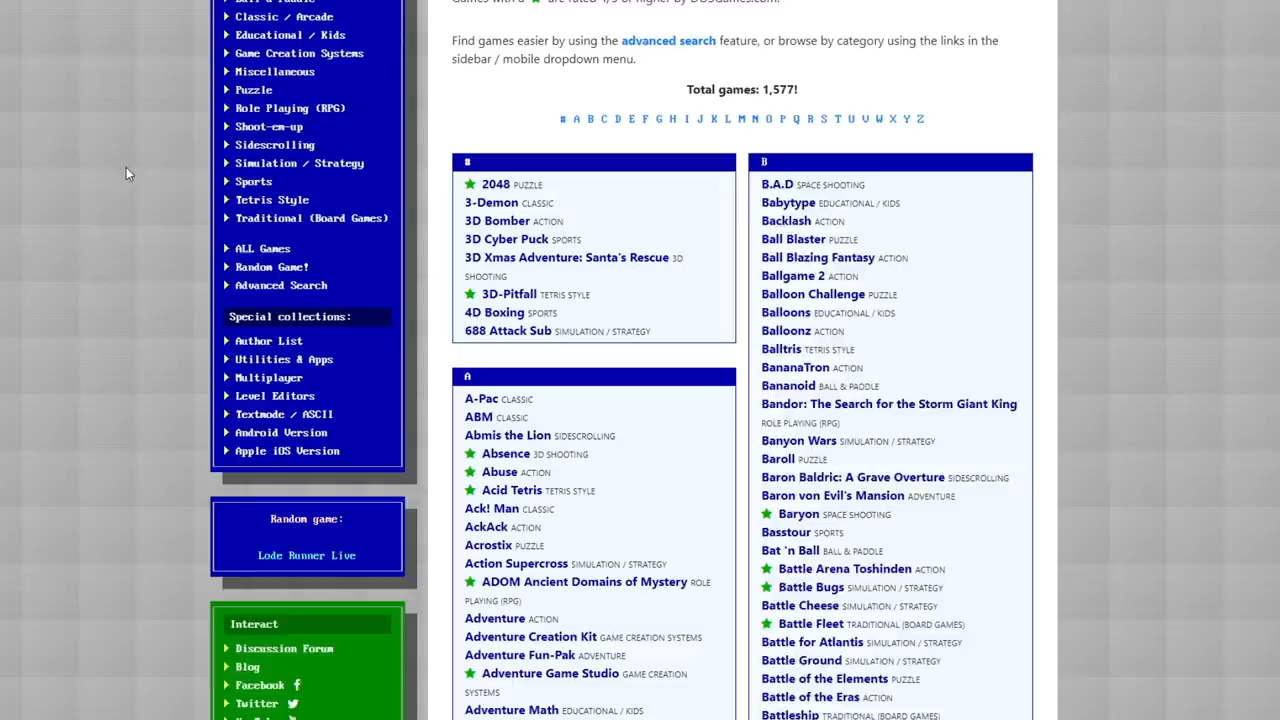 Classic / Arcade
Educational / Kids
Game Creation Systems
Miscellaneous
Puzzle
Role Playing (RPG)
Shoot-em-up
Sidescrolling
Simulation / Strategy
Sports
Tetris Style
Traditional (Board Games)
ALL Games
Random Game!
Advanced Search
Special collections:
Author List
Utilities & Apps
Multiplayer
Level Editors
Textmode / ASCII
Android Version
Apple iOS Version
Random game:
Lode Runner Live
Interact
Discussion Forum
Blog
Facebook
Twitter
Find games easier by using the advanced search feature, or browse by category using the links in the
sidebar / mobile dropdown menu.
Total games: 1,577!
# A B C D E F G H I J K L M N O P Q R S T U V W X Y Z
#
2048 PUZZLE
3-Demon CLASSIC
3D Bomber ACTION
3D Cyber Puck SPORTS
3D Xmas Adventure: Santa's Rescue 3D
SHOOTING
3D-Pitfall TETRIS STYLE
4D Boxing SPORTS
688 Attack Sub SIMULATION / STRATEGY
A
A-Pac CLASSIC
ABM CLASSIC
Abmis the Lion SIDESCROLLING
Absence 3D SHOOTING
Abuse ACTION
Acid Tetris TETRIS STYLE
Ack! Man CLASSIC
AckAck ACTION
Acrostix PUZZLE
Action Supercross SIMULATION / STRATEGY
ADOM Ancient Domains of Mystery ROLE
PLAYING (RPG)
Adventure ACTION
Adventure Creation Kit GAME CREATION SYSTEMS
Adventure Fun-Pak ADVENTURE
Adventure Game Studio GAME CREATION
SYSTEMS
Adventure Math EDUCATIONAL / KIDS
B
B.A.D SPACE SHOOTING
Babytype EDUCATIONAL / KIDS
Backlash ACTION
Ball Blaster PUZZLE
Ball Blazing Fantasy ACTION
Ballgame 2 ACTION
Balloon Challenge PUZZLE
Balloons EDUCATIONAL / KIDS
Balloonz ACTION
Balltris TETRIS STYLE
BananaTron ACTION
Bananoid BALL & PADDLE
Bandor: The Search for the Storm Giant King
ROLE PLAYING (RPG)
Banyon Wars SIMULATION / STRATEGY
Baroll PUZZLE
Baron Baldric: A Grave Overture SIDESCROLLING
Baron von Evil's Mansion ADVENTURE
Baryon SPACE SHOOTING
Basstour SPORTS
Bat 'n Ball BALL & PADDLE
Battle Arena Toshinden ACTION
Battle Bugs SIMULATION / STRATEGY
Battle Cheese SIMULATION / STRATEGY
Battle Fleet TRADITIONAL (BOARD GAMES)
Battle for Atlantis SIMULATION / STRATEGY
Battle Ground SIMULATION / STRATEGY
Battle of the Elements PUZZLE
Battle of the Eras ACTION
Battleship TRADITIONAL (BOARD GAMES)